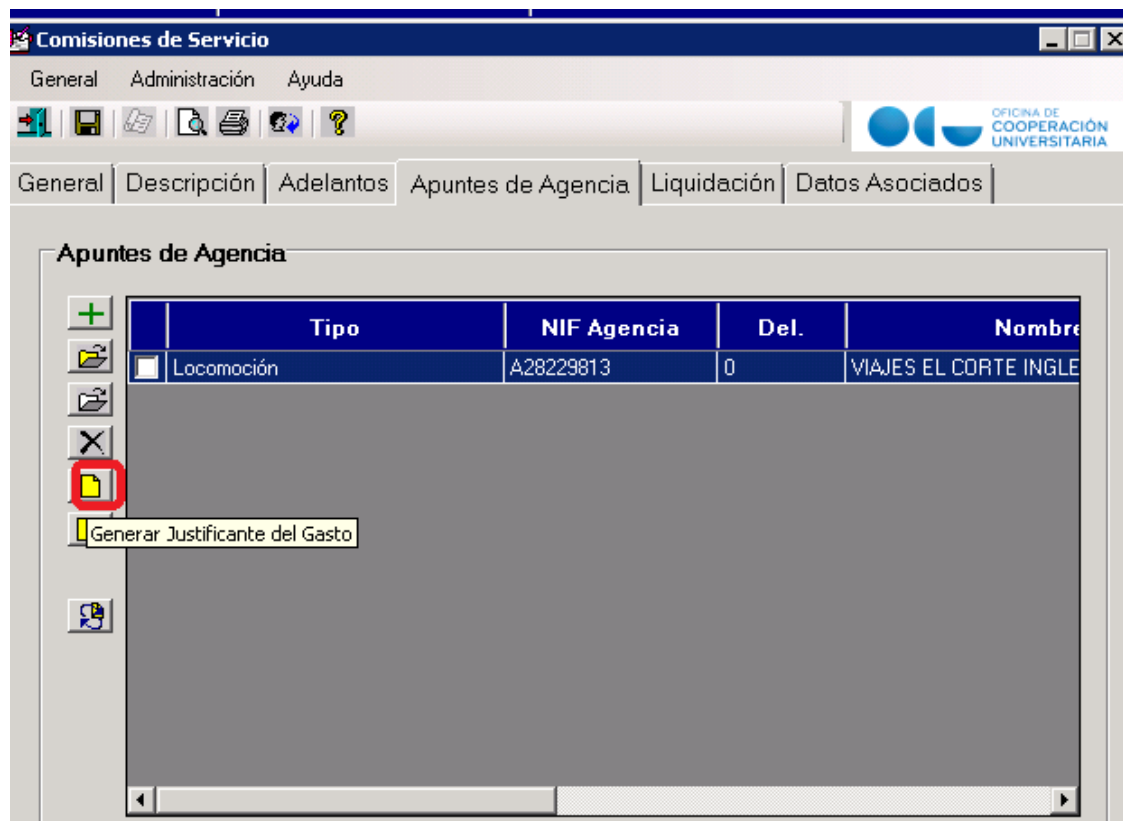 Comisiones de Servicio
General Administración Ayuda
OFICINA DE
COOPERACIÓN
UNIVERSITARIA
General Descripción Adelantos Apuntes de Agencia Liquidación Datos Asociados
Apuntes de Agencia
Tipo NIF Agencia Del. Nombre
Locomoción A28229813 0 VIAJES EL CORTE INGLE
Generar Justificante del Gasto